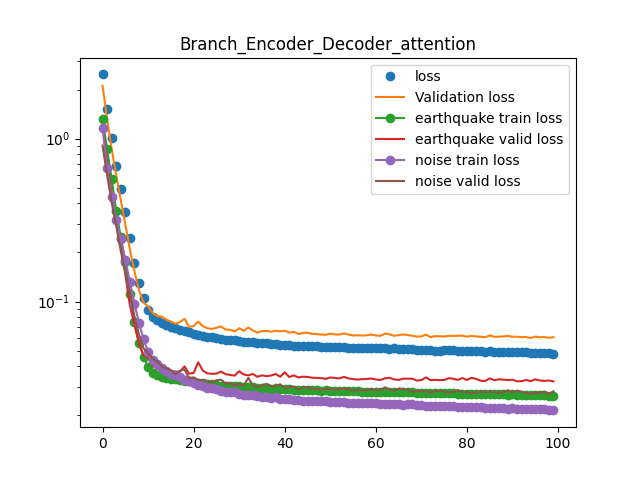 Branch_Encoder_Decoder_attention
loss
Validation loss
earthquake train loss
earthquake valid loss
noise train loss
noise valid loss
10⁰
10⁻¹
0 20 40 60 80 100